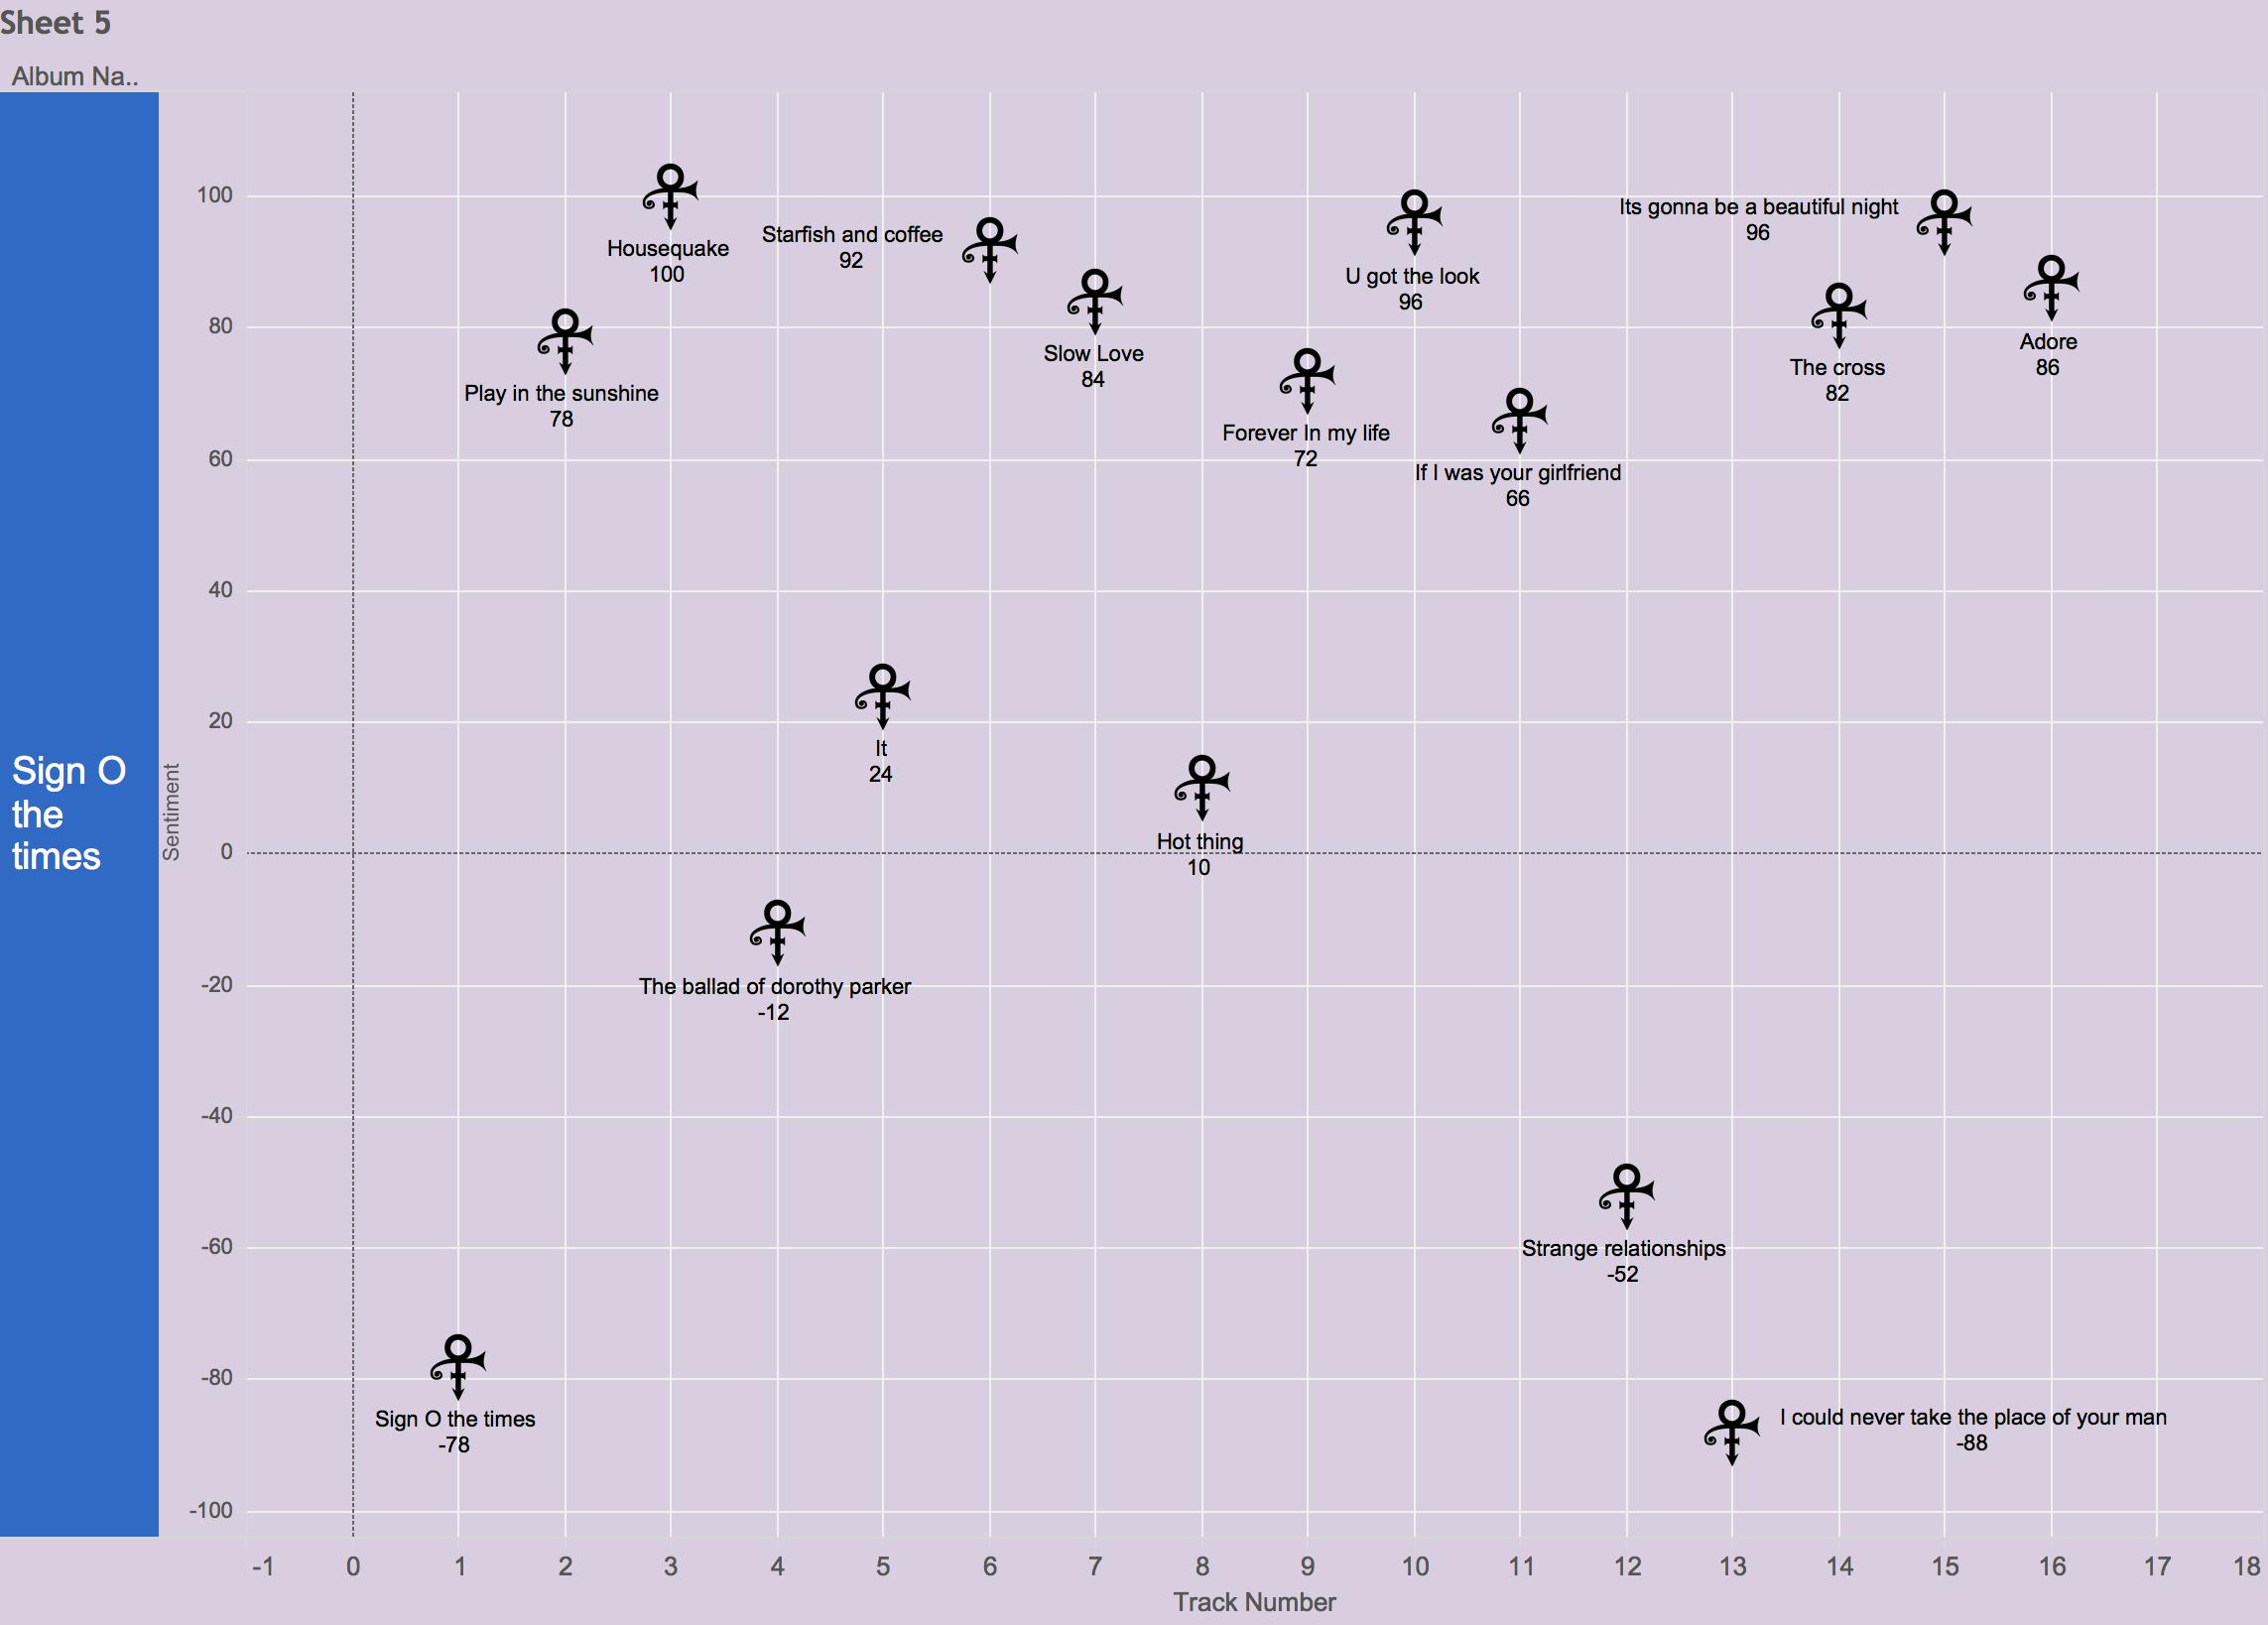 Sheet 5
Album Na..
Sign O
the
times
Sentiment
100
80
60
40
20
0
-20
-40
-60
-80
-100
Housequake
100
Starfish and coffee
92
Its gonna be a beautiful night
96
U got the look
96
Play in the sunshine
78
Slow Love
84
The cross
82
Adore
86
Forever In my life
72
If I was your girlfriend
66
It
24
Hot thing
10
The ballad of dorothy parker
-12
Strange relationships
-52
Sign O the times
-78
I could never take the place of your man
-88
-1 0 1 2 3 4 5 6 7 8 9 10 11 12 13 14 15 16 17 18
Track Number